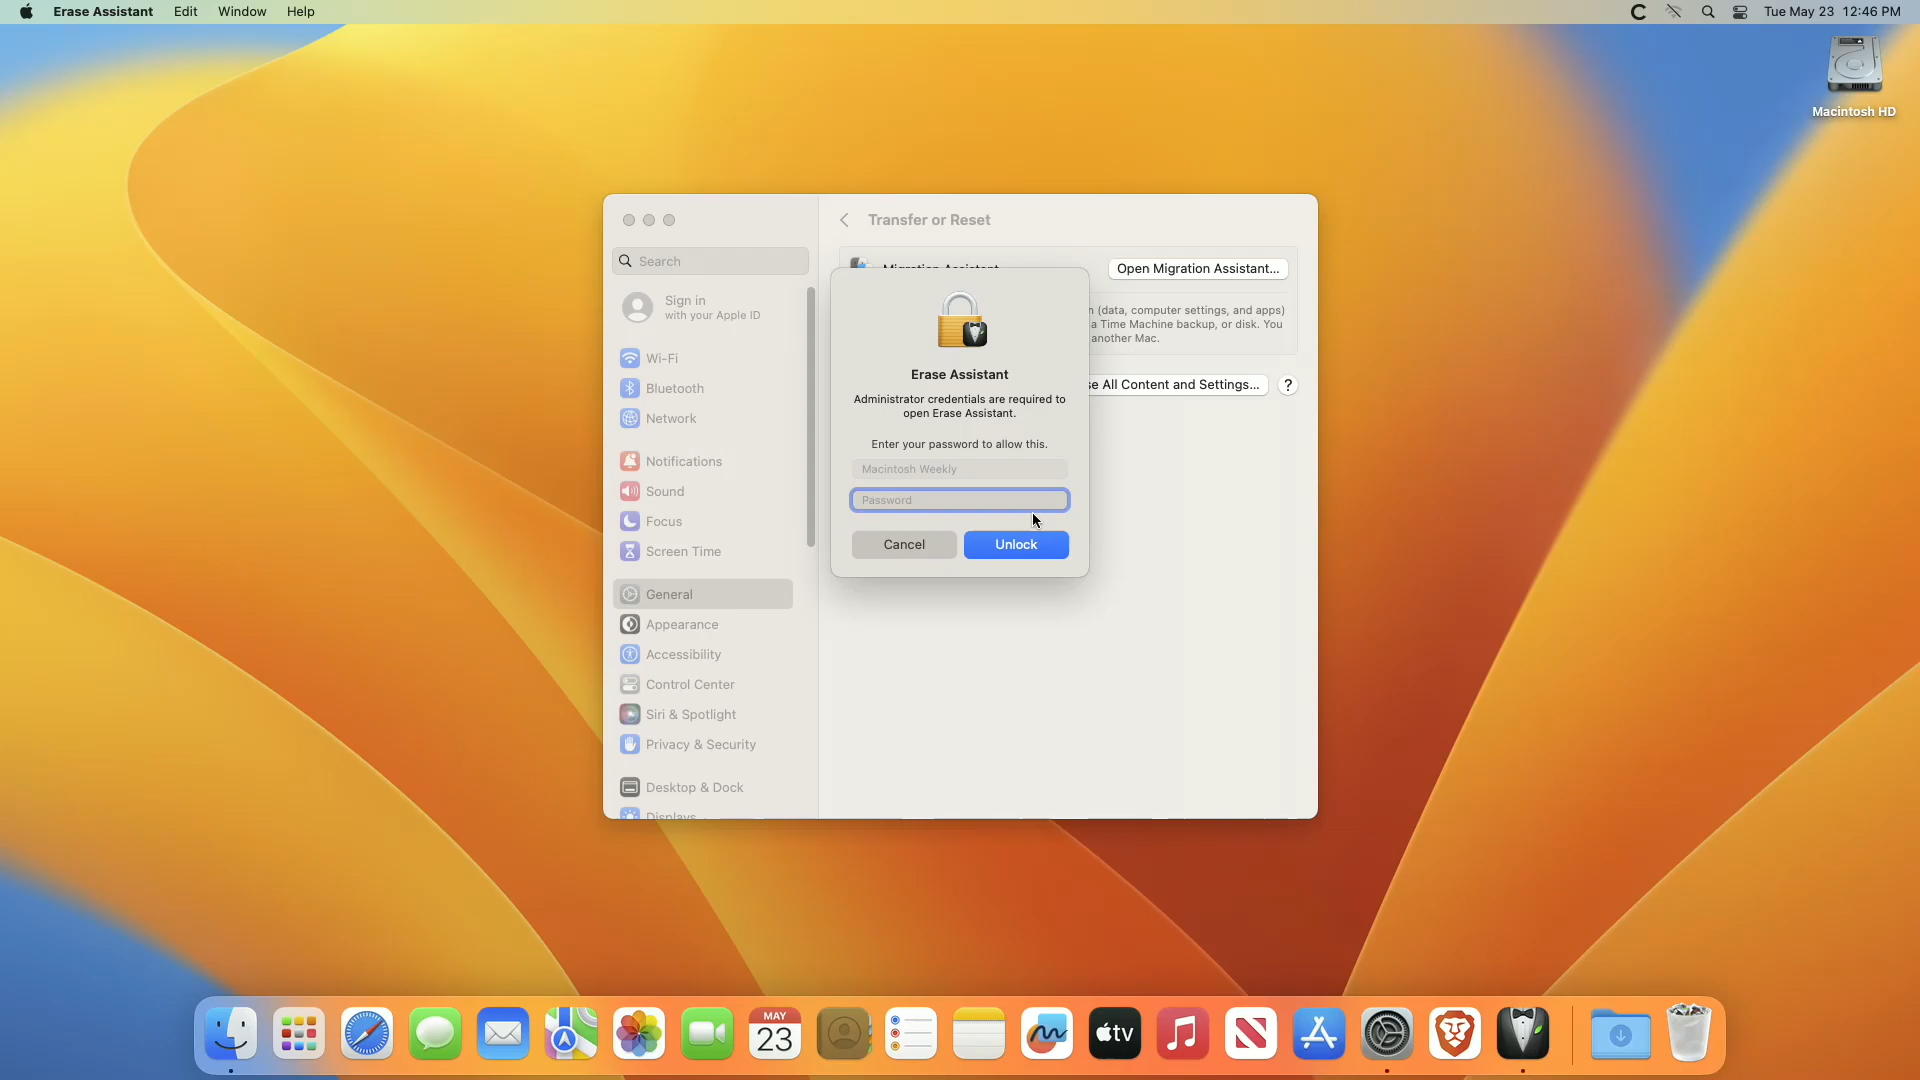 Erase Assistant Edit Window Help
C Tue May 23 12:46 PM
Macintosh HD
Transfer or Reset
Search
Open Migration Assistant...
Sign in
with your Apple ID
(data, computer settings, and apps)
a Time Machine backup, or disk. You
another Mac.
All Content and Settings...
?
Wi-Fi
Bluetooth
Network
Notifications
Sound
Focus
Screen Time
General
Appearance
Accessibility
Control Center
Siri & Spotlight
Privacy & Security
Desktop & Dock
Displays
Erase Assistant
Administrator credentials are required to
open Erase Assistant.
Enter your password to allow this.
Macintosh Weekly
Password
Cancel Unlock
MAY
23
tv